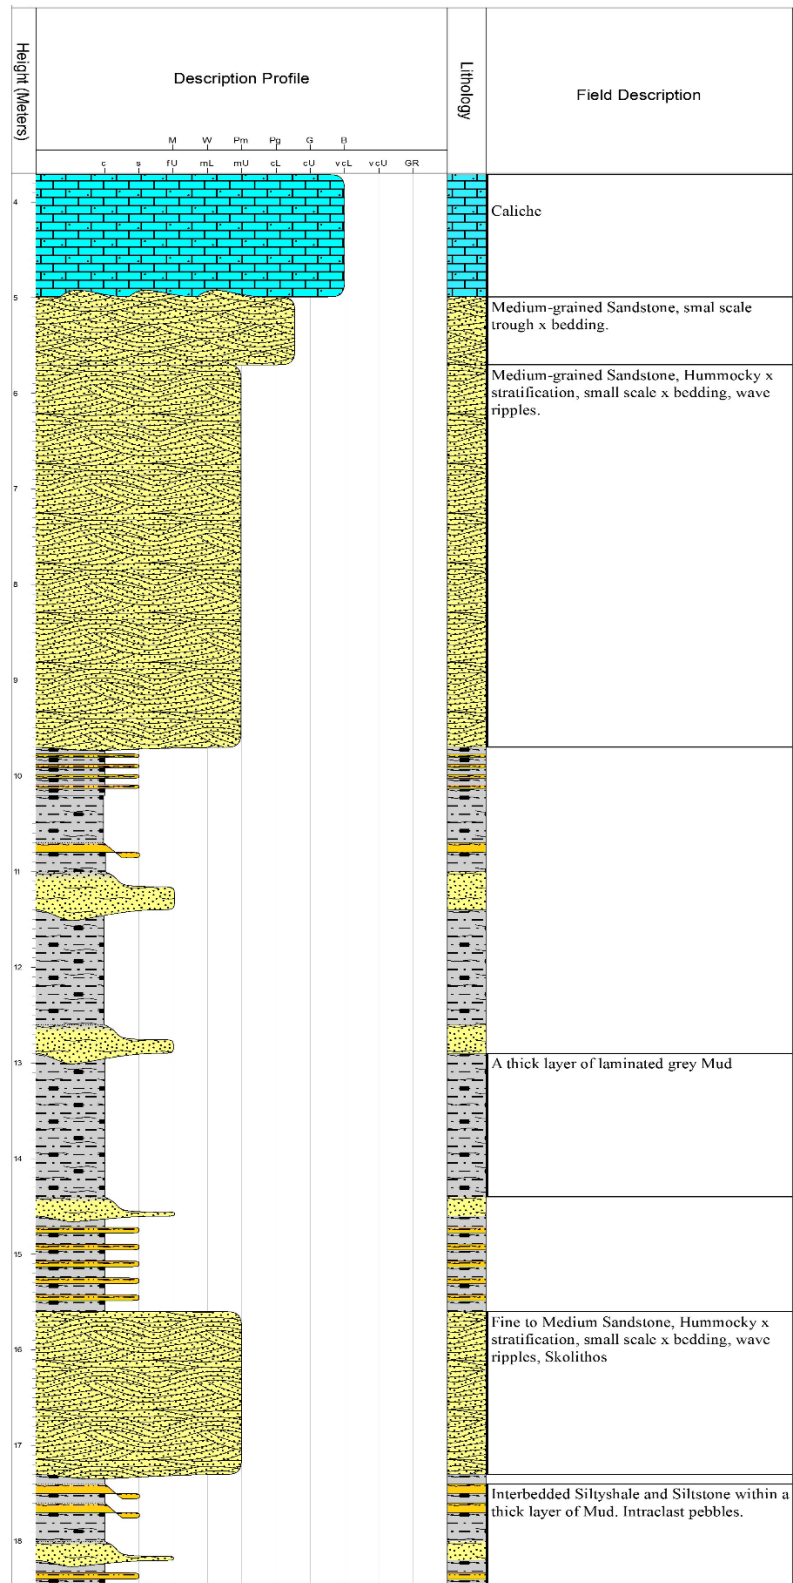 Height (Meters)
Description Profile
Lithology
Field Description
M W Pm Pg G B
c s fU mL mU cL cU vcL vcU GR
4
Caliche
5
Medium-grained Sandstone, smal scale
trough x bedding.
Medium-grained Sandstone, Hummocky x
stratification, small scale x bedding, wave
ripples.
6
7
8
9
10
11
12
13
A thick layer of laminated grey Mud
14
15
Fine to Medium Sandstone, Hummocky x
stratification, small scale x bedding, wave
ripples, Skolithos
16
17
Interbedded Siltyshale and Siltstone within a
thick layer of Mud. Intraclast pebbles.
18